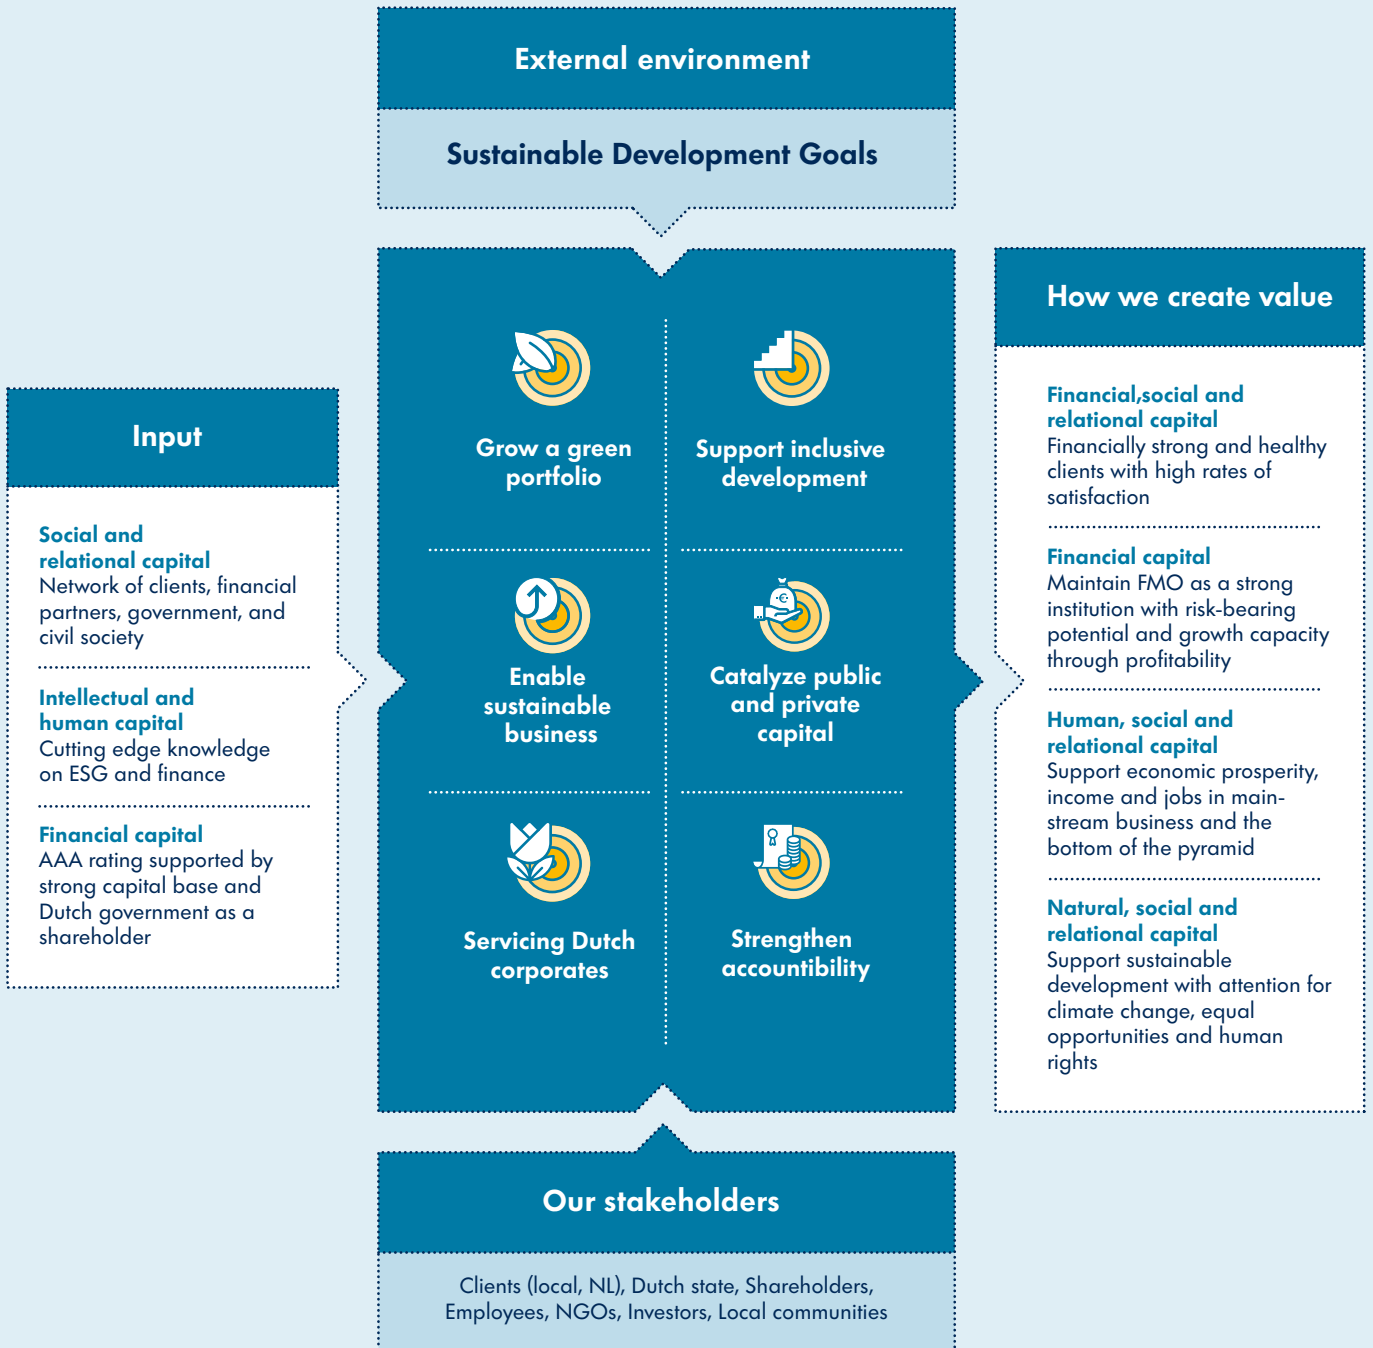 External environment
Sustainable Development Goals
Input
Social and
relational capital
Network of clients, financial
partners, government, and
civil society
Intellectual and
human capital
Cutting edge knowledge
on ESG and finance
Financial capital
AAA rating supported by
strong capital base and
Dutch government as a
shareholder
Grow a green
portfolio
Support inclusive
development
Enable
sustainable
business
Catalyze public
and private
capital
Servicing Dutch
corporates
Strengthen
accountibility
How we create value
Financial,social and
relational capital
Financially strong and healthy
clients with high rates of
satisfaction
Financial capital
Maintain FMO as a strong
institution with risk-bearing
potential and growth capacity
through profitability
Human, social and
relational capital
Support economic prosperity,
income and jobs in main-
stream business and the
bottom of the pyramid
Natural, social and
relational capital
Support sustainable
development with attention for
climate change, equal
opportunities and human
rights
Our stakeholders
Clients (local, NL), Dutch state, Shareholders,
Employees, NGOs, Investors, Local communities